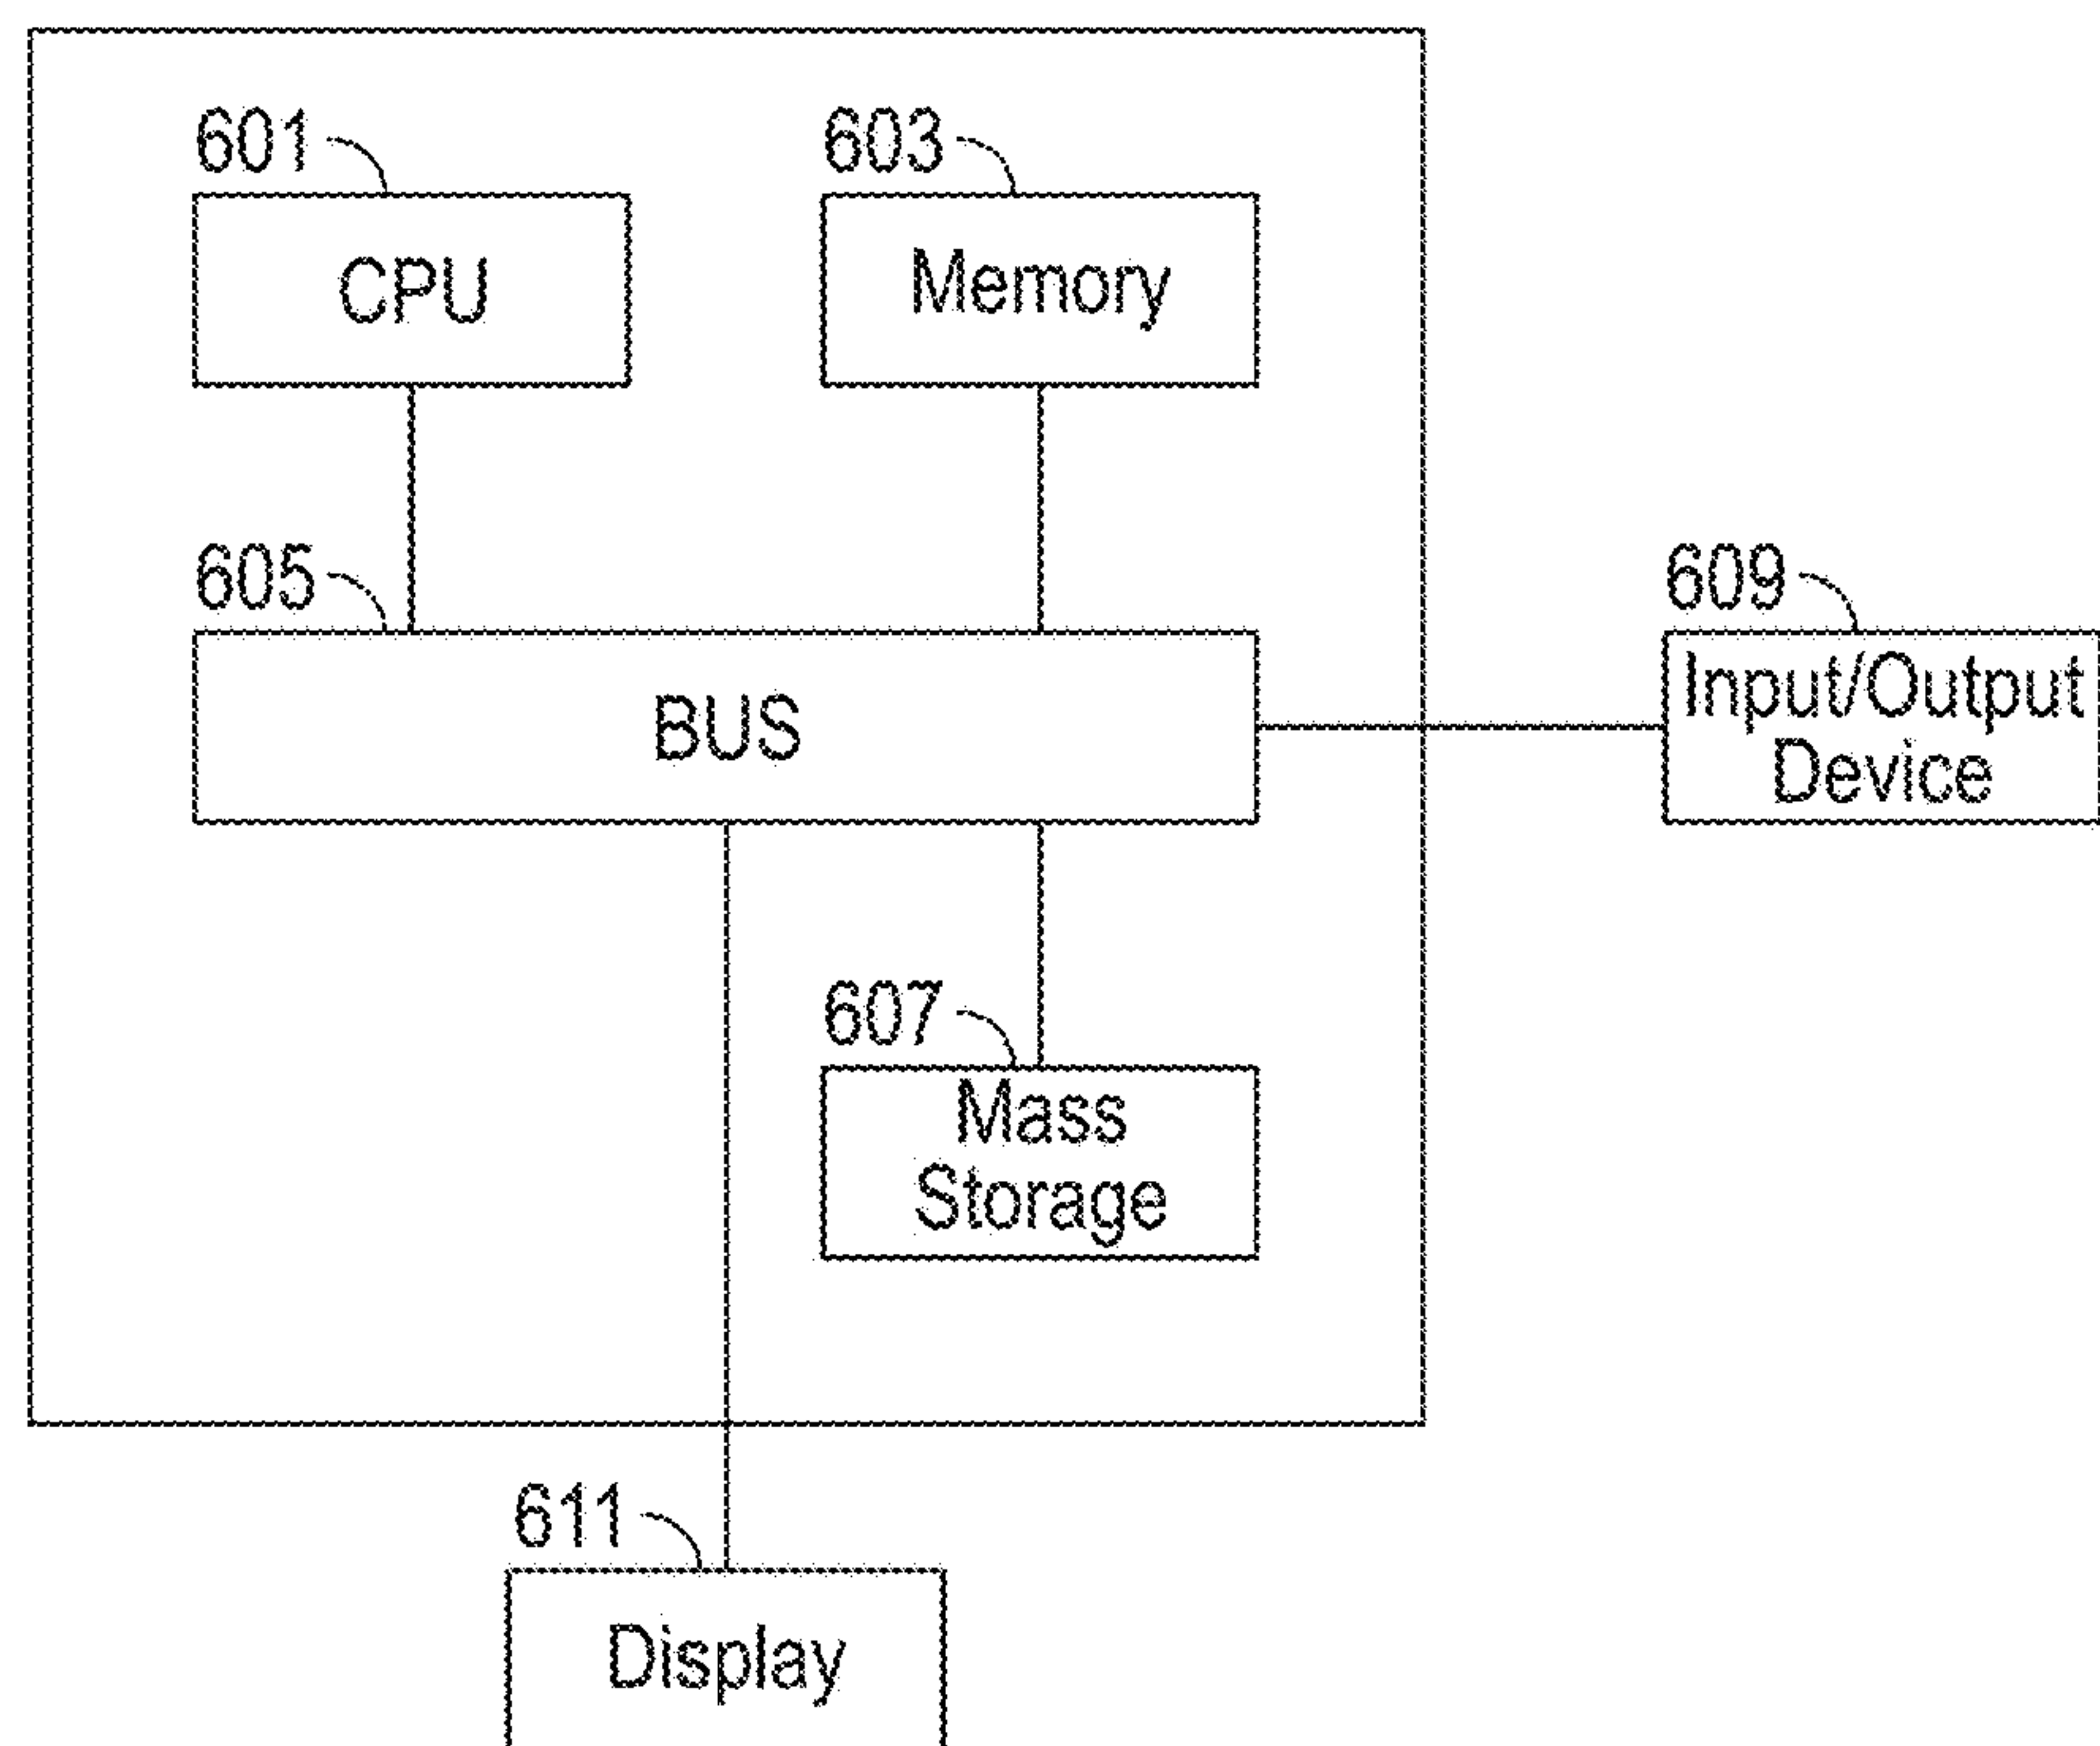 601
603
CPU
Memory
605
609
BUS
Input/Output
Device
607
Mass
Storage
611
Display